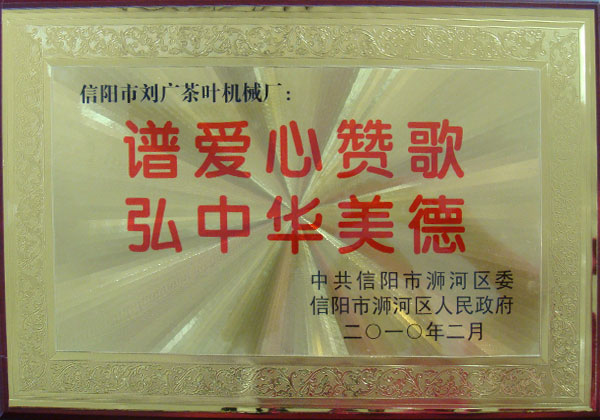 信阳市刘广茶叶机械厂：
谱爱心赞歌
弘中华美德
中共信阳市浉河区委
信阳市浉河区人民政府
二〇一〇年二月